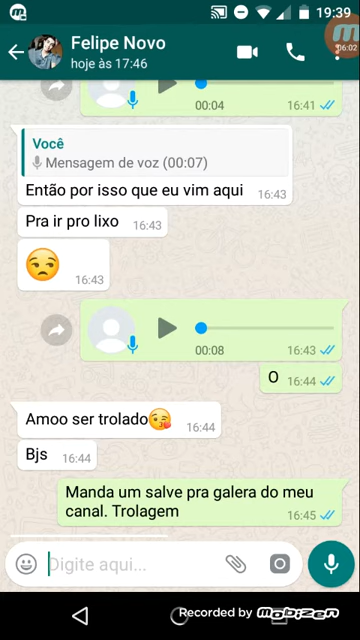 19:39
Felipe Novo
hoje às 17:46
06:02
00:04 16:41
Você
Mensagem de voz (00:07)
Então por isso que eu vim aqui 16:43
Pra ir pro lixo 16:43
16:43
00:08 16:43
O 16:44
Amoo ser trolado 16:44
Bjs 16:44
Manda um salve pra galera do meu
canal. Trolagem 16:45
Digite aqui...
Recorded by mobizen